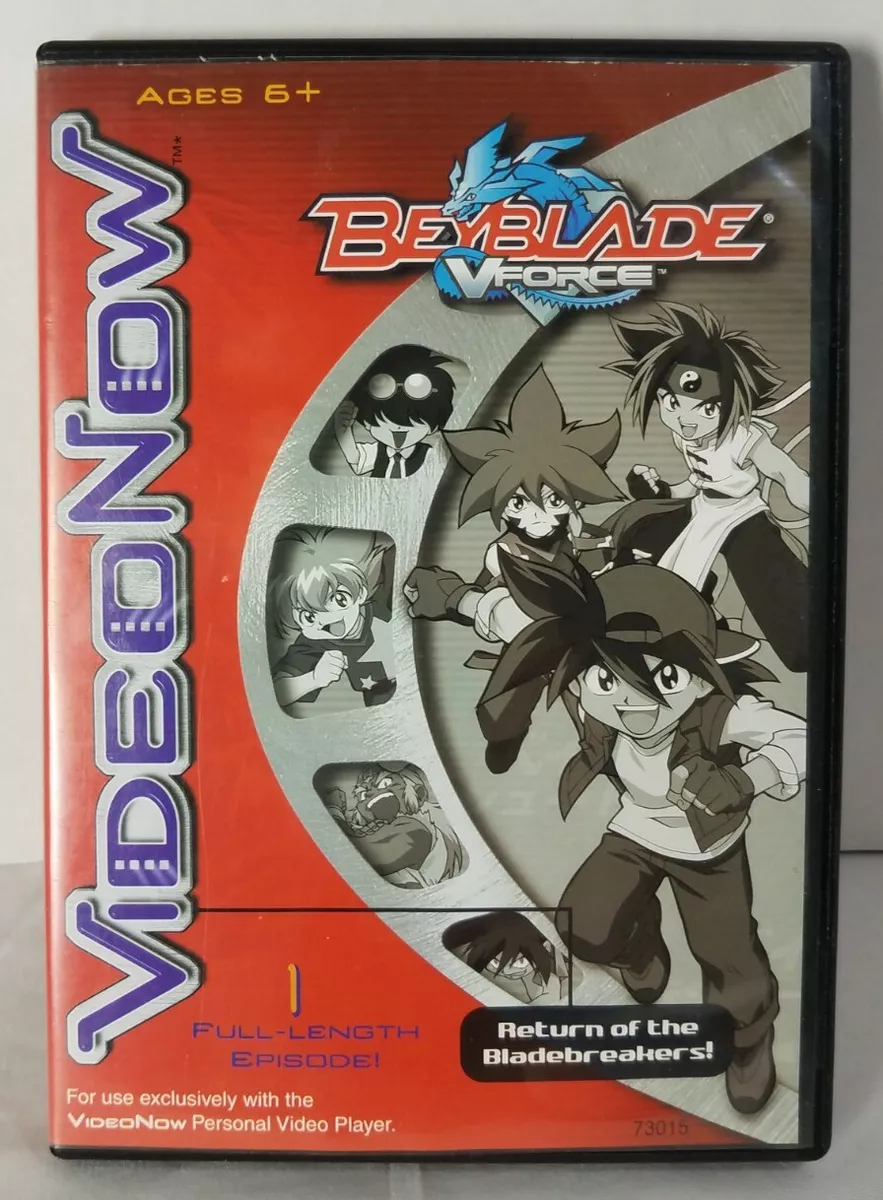 AGES 6+
VIDEONOW
TM*
BEYBLADE®
VFORCE™
1
FULL-LENGTH
EPISODE!
Return of the
Bladebreakers!
For use exclusively with the
VIDEONOW Personal Video Player.
73015